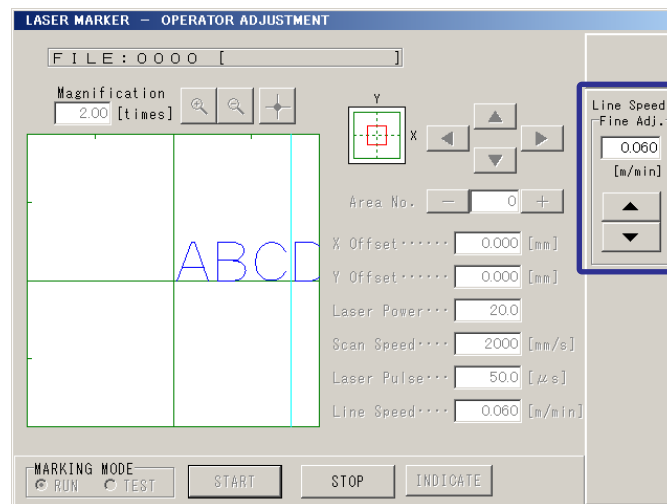 LASER MARKER － OPERATOR ADJUSTMENT
FILE:0000 [ ]
Magnification
2.00 [times]
Y
X
Line Speed
Fine Adj.
0.060
[m/min]
Area No. － 0 ＋
X Offset······ 0.000 [mm]
Y Offset······ 0.000 [mm]
Laser Power··· 20.0
Scan Speed···· 2000 [mm/s]
Laser Pulse··· 50.0 [μs]
Line Speed···· 0.060 [m/min]
ABCD
MARKING MODE
RUN TEST
START
STOP
INDICATE